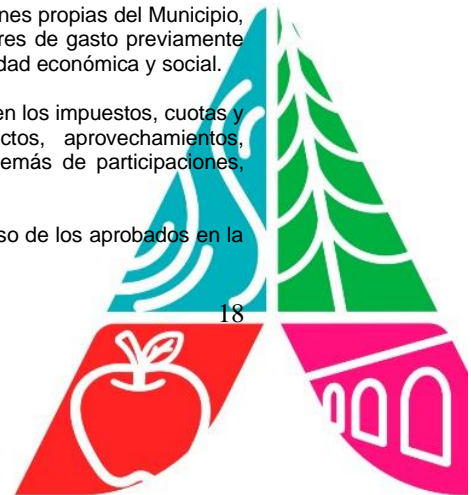 nes propias del Municipio,
res de gasto previamente
dad económica y social.
en los impuestos, cuotas y
ctos, aprovechamientos,
emás de participaciones,
so de los aprobados en la
18